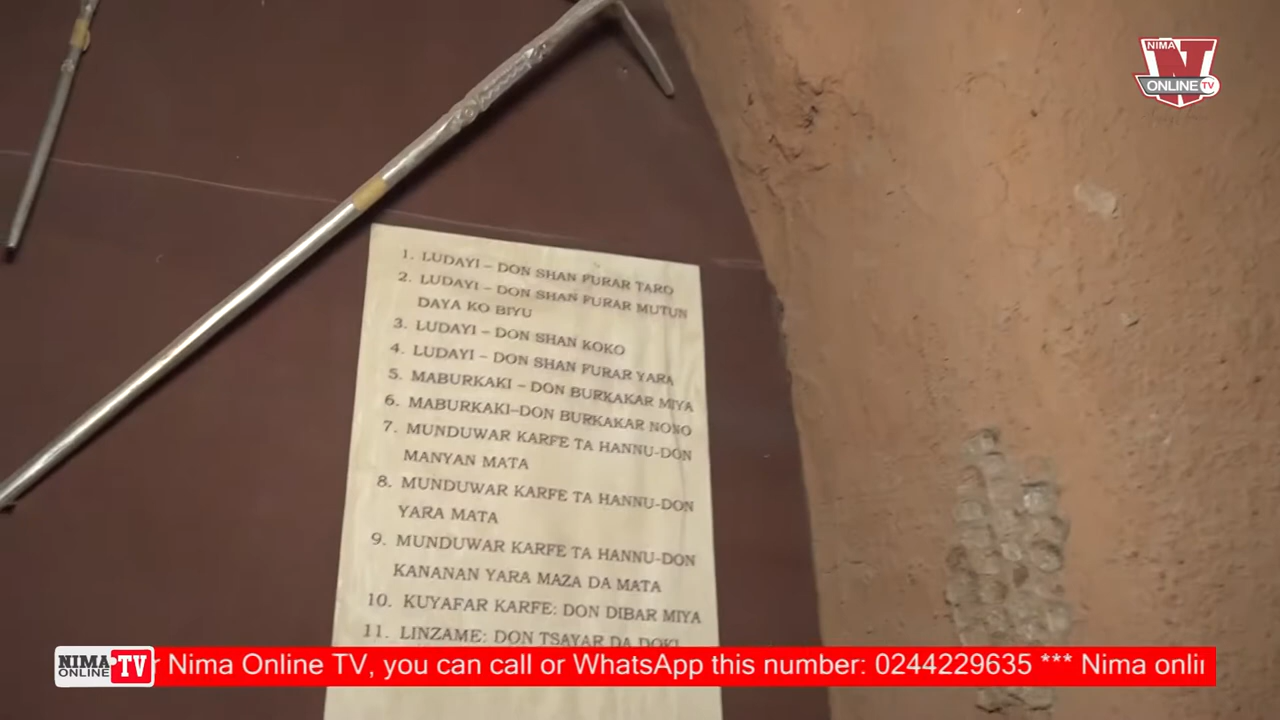 NIMA
ONLINE TV
1. LUDAYI – DON SHAN FURAR TARO
2. LUDAYI – DON SHAN FURAR MUTUN
DAYA KO BIYU
3. LUDAYI – DON SHAN KOKO
4. LUDAYI – DON SHAN FURAR YARA
5. MABURKAKI – DON BURKAKAR MIYA
6. MABURKAKI–DON BURKAKAR NONO
7. MUNDUWAR KARFE TA HANNU-DON
MANYAN MATA
8. MUNDUWAR KARFE TA HANNU-DON
YARA MATA
9. MUNDUWAR KARFE TA HANNU-DON
KANANAN YARA MAZA DA MATA
10. KUYAFAR KARFE: DON DIBAR MIYA
11. LINZAME: DON TSAYAR DA DOKI
NIMA ONLINE TV
r Nima Online TV, you can call or WhatsApp this number: 0244229635 *** Nima onlin